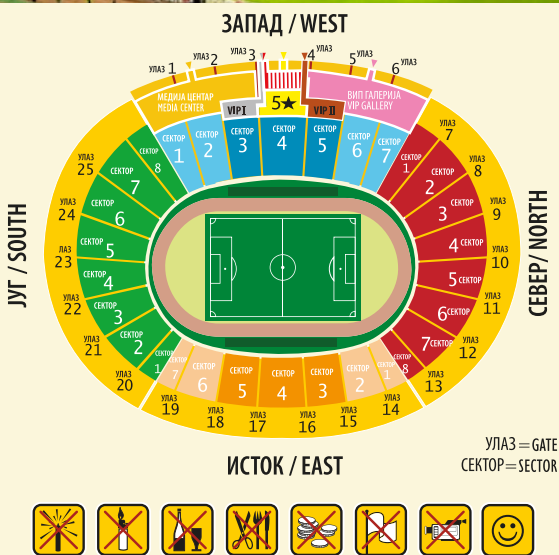 ЗАПАД / WEST
УЛАЗ 1
УЛАЗ 2
УЛАЗ 3
УЛАЗ 4
УЛАЗ 5
УЛАЗ 6
МЕДИЈА ЦЕНТАР
MEDIA CENTER
VIP I
5★
VIP II
ВИП ГАЛЕРИЈА
VIP GALLERY
СЕКТОР 1
СЕКТОР 2
СЕКТОР 3
СЕКТОР 4
СЕКТОР 5
СЕКТОР 6
СЕКТОР 7
УЛАЗ 7
УЛАЗ 8
УЛАЗ 9
УЛАЗ 10
УЛАЗ 11
УЛАЗ 12
УЛАЗ 13
СЕКТОР 1
СЕКТОР 2
СЕКТОР 3
4 СЕКТОР
5 СЕКТОР
6 СЕКТОР
7 СЕКТОР
СЕКТОР 8
СЕВЕР/ NORTH
ЈУГ / SOUTH
УЛАЗ 25
УЛАЗ 24
ЛАЗ 23
УЛАЗ 22
УЛАЗ 21
УЛАЗ 20
СЕКТОР 8
СЕКТОР 7
СЕКТОР 6
СЕКТОР 5
СЕКТОР 4
СЕКТОР 3
СЕКТОР 2
СЕКТОР 1
СЕКТОР 7
СЕКТОР 6
СЕКТОР 5
СЕКТОР 4
СЕКТОР 3
СЕКТОР 2
СЕКТОР 1
УЛАЗ 19
УЛАЗ 18
УЛАЗ 17
УЛАЗ 16
УЛАЗ 15
УЛАЗ 14
ИСТОК / EAST
УЛАЗ = GATE
СЕКТОР = SECTOR